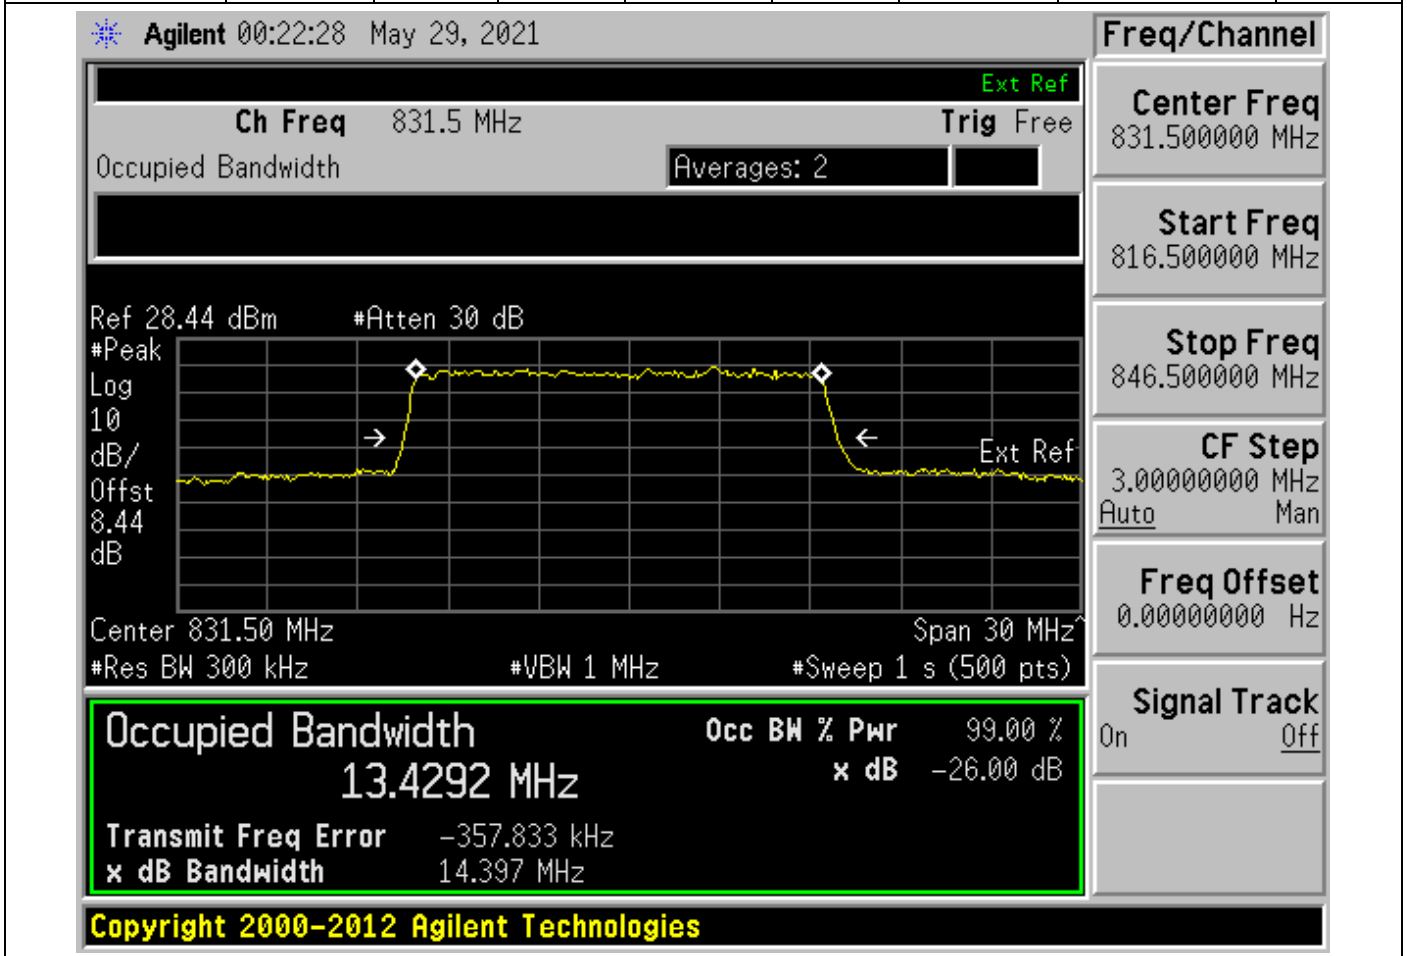 Agilent 00:22:28 May 29, 2021
Freq/Channel
Ext Ref
Ch Freq 831.5 MHz Trig Free
Occupied Bandwidth Averages: 2
Center Freq
831.500000 MHz
Start Freq
816.500000 MHz
Stop Freq
846.500000 MHz
CF Step
3.00000000 MHz
Auto Man
Freq Offset
0.00000000 Hz
Signal Track
On Off
Ref 28.44 dBm #Atten 30 dB
#Peak
Log
10
dB/
Offst
8.44
dB
Ext Ref
Center 831.50 MHz Span 30 MHz^
#Res BW 300 kHz #VBW 1 MHz #Sweep 1 s (500 pts)
Occupied Bandwidth Occ BW % Pwr 99.00 %
13.4292 MHz x dB -26.00 dB
Transmit Freq Error -357.833 kHz
x dB Bandwidth 14.397 MHz
Copyright 2000-2012 Agilent Technologies